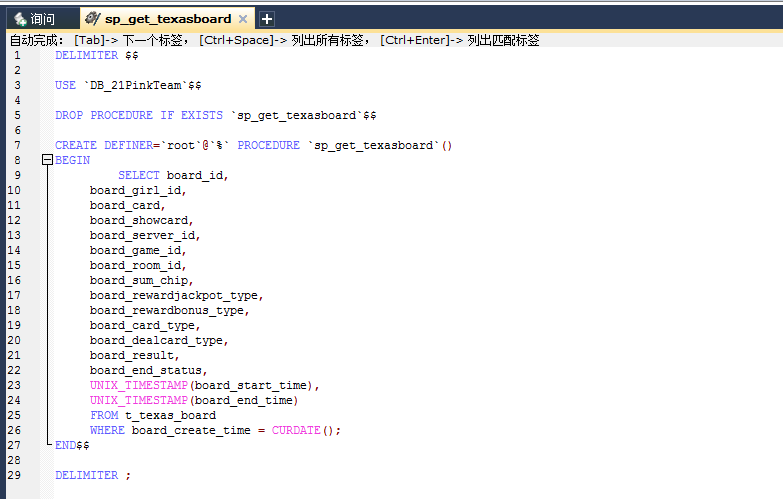 询问 sp_get_texasboard
自动完成： [Tab]-> 下一个标签， [Ctrl+Space]-> 列出所有标签， [Ctrl+Enter]-> 列出匹配标签
1 DELIMITER $$
2
3 USE `DB_21PinkTeam`$$
4
5 DROP PROCEDURE IF EXISTS `sp_get_texasboard`$$
6
7 CREATE DEFINER=`root`@`%` PROCEDURE `sp_get_texasboard`()
8 BEGIN
9 SELECT board_id,
10 board_girl_id,
11 board_card,
12 board_showcard,
13 board_server_id,
14 board_game_id,
15 board_room_id,
16 board_sum_chip,
17 board_rewardjackpot_type,
18 board_rewardbonus_type,
19 board_card_type,
20 board_dealcard_type,
21 board_result,
22 board_end_status,
23 UNIX_TIMESTAMP(board_start_time),
24 UNIX_TIMESTAMP(board_end_time)
25 FROM t_texas_board
26 WHERE board_create_time = CURDATE();
27 END$$
28
29 DELIMITER ;